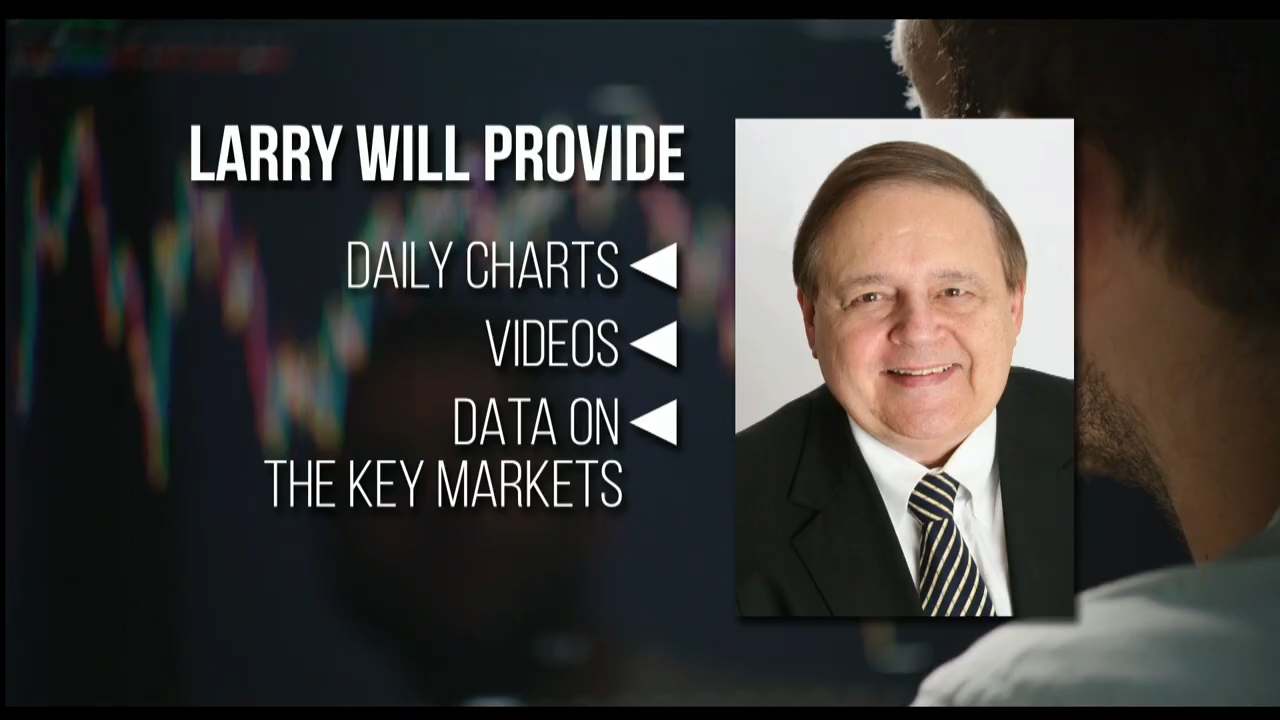 LARRY WILL PROVIDE
DAILY CHARTS
VIDEOS
DATA ON
THE KEY MARKETS